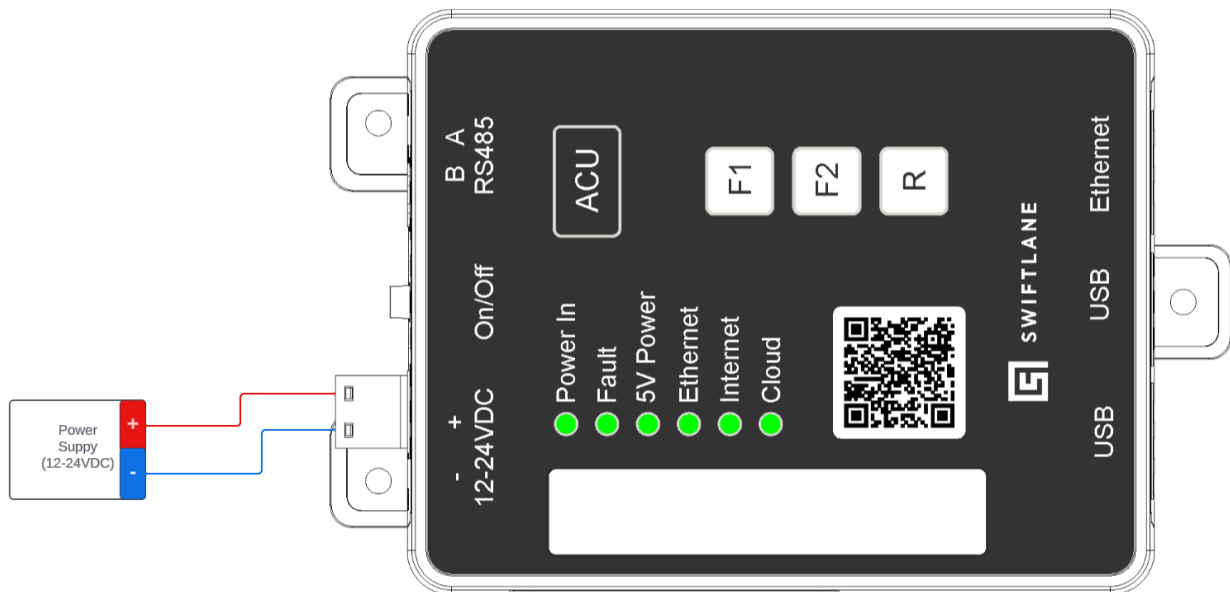 Power
Suppy
(12-24VDC)
+
-
B A
RS485
On/Off
- +
12-24VDC
ACU
F1
F2
R
Power In
Fault
5V Power
Ethernet
Internet
Cloud
SWIFTLANE
Ethernet
USB
USB